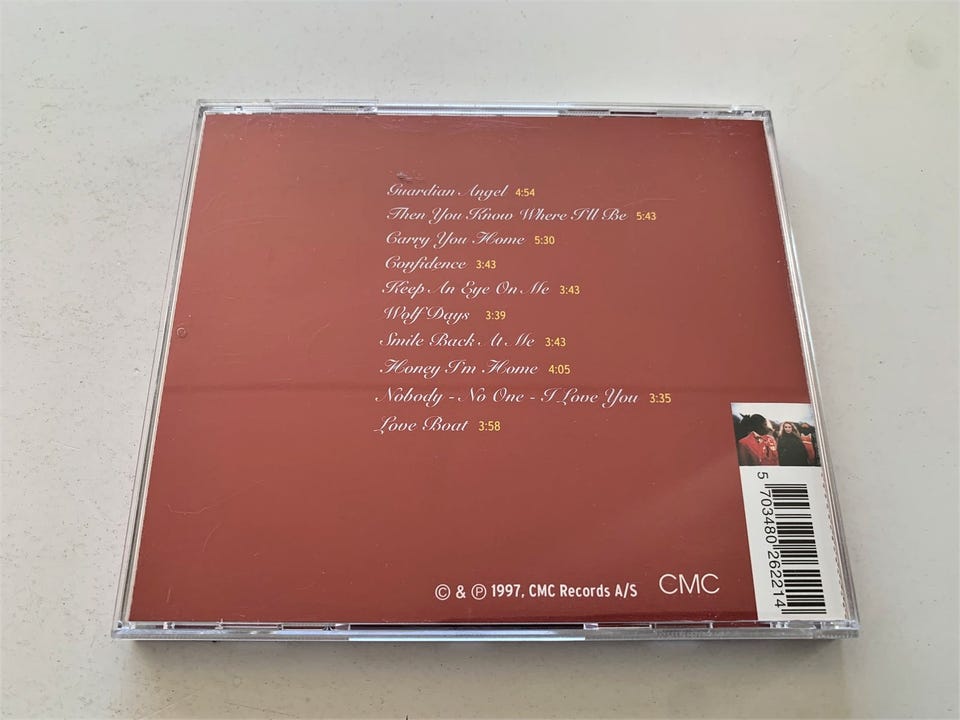 Guardian Angel 4:54
Then You Know Where I'll Be 5:43
Carry You Home 5:30
Confidence 3:43
Keep An Eye On Me 3:43
Wolf Days 3:39
Smile Back At Me 3:43
Honey I'm Home 4:05
Nobody - No One - I Love You 3:35
Love Boat 3:58
© & ℗ 1997, CMC Records A/S CMC
5 703480 262214